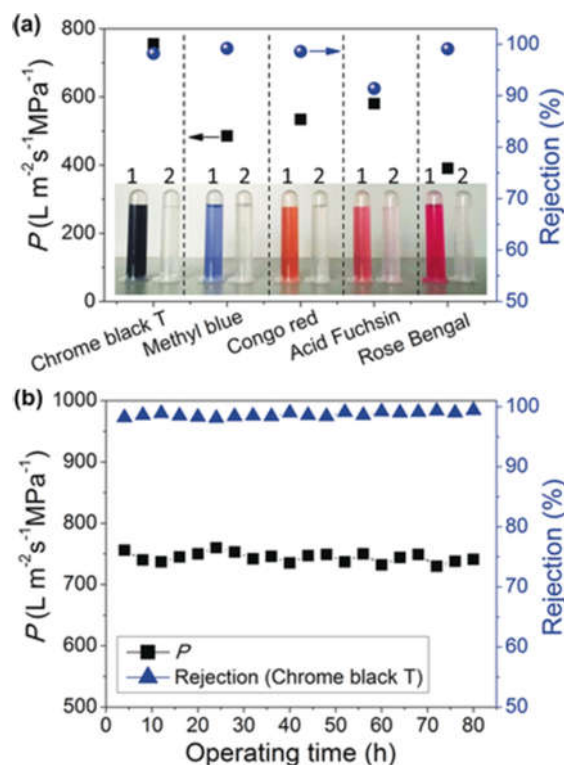 (a)
800
600
400
200
0
P (L m⁻²s⁻¹MPa⁻¹)
100
90
80
70
60
50
Rejection (%)
1 2 1 2 1 2 1 2 1 2
Chrome black T
Methyl blue
Congo red
Acid Fuchsin
Rose Bengal
(b)
1000
900
800
700
600
500
P (L m⁻²s⁻¹MPa⁻¹)
100
90
80
70
60
50
Rejection (%)
P
Rejection (Chrome black T)
0 10 20 30 40 50 60 70 80
Operating time (h)